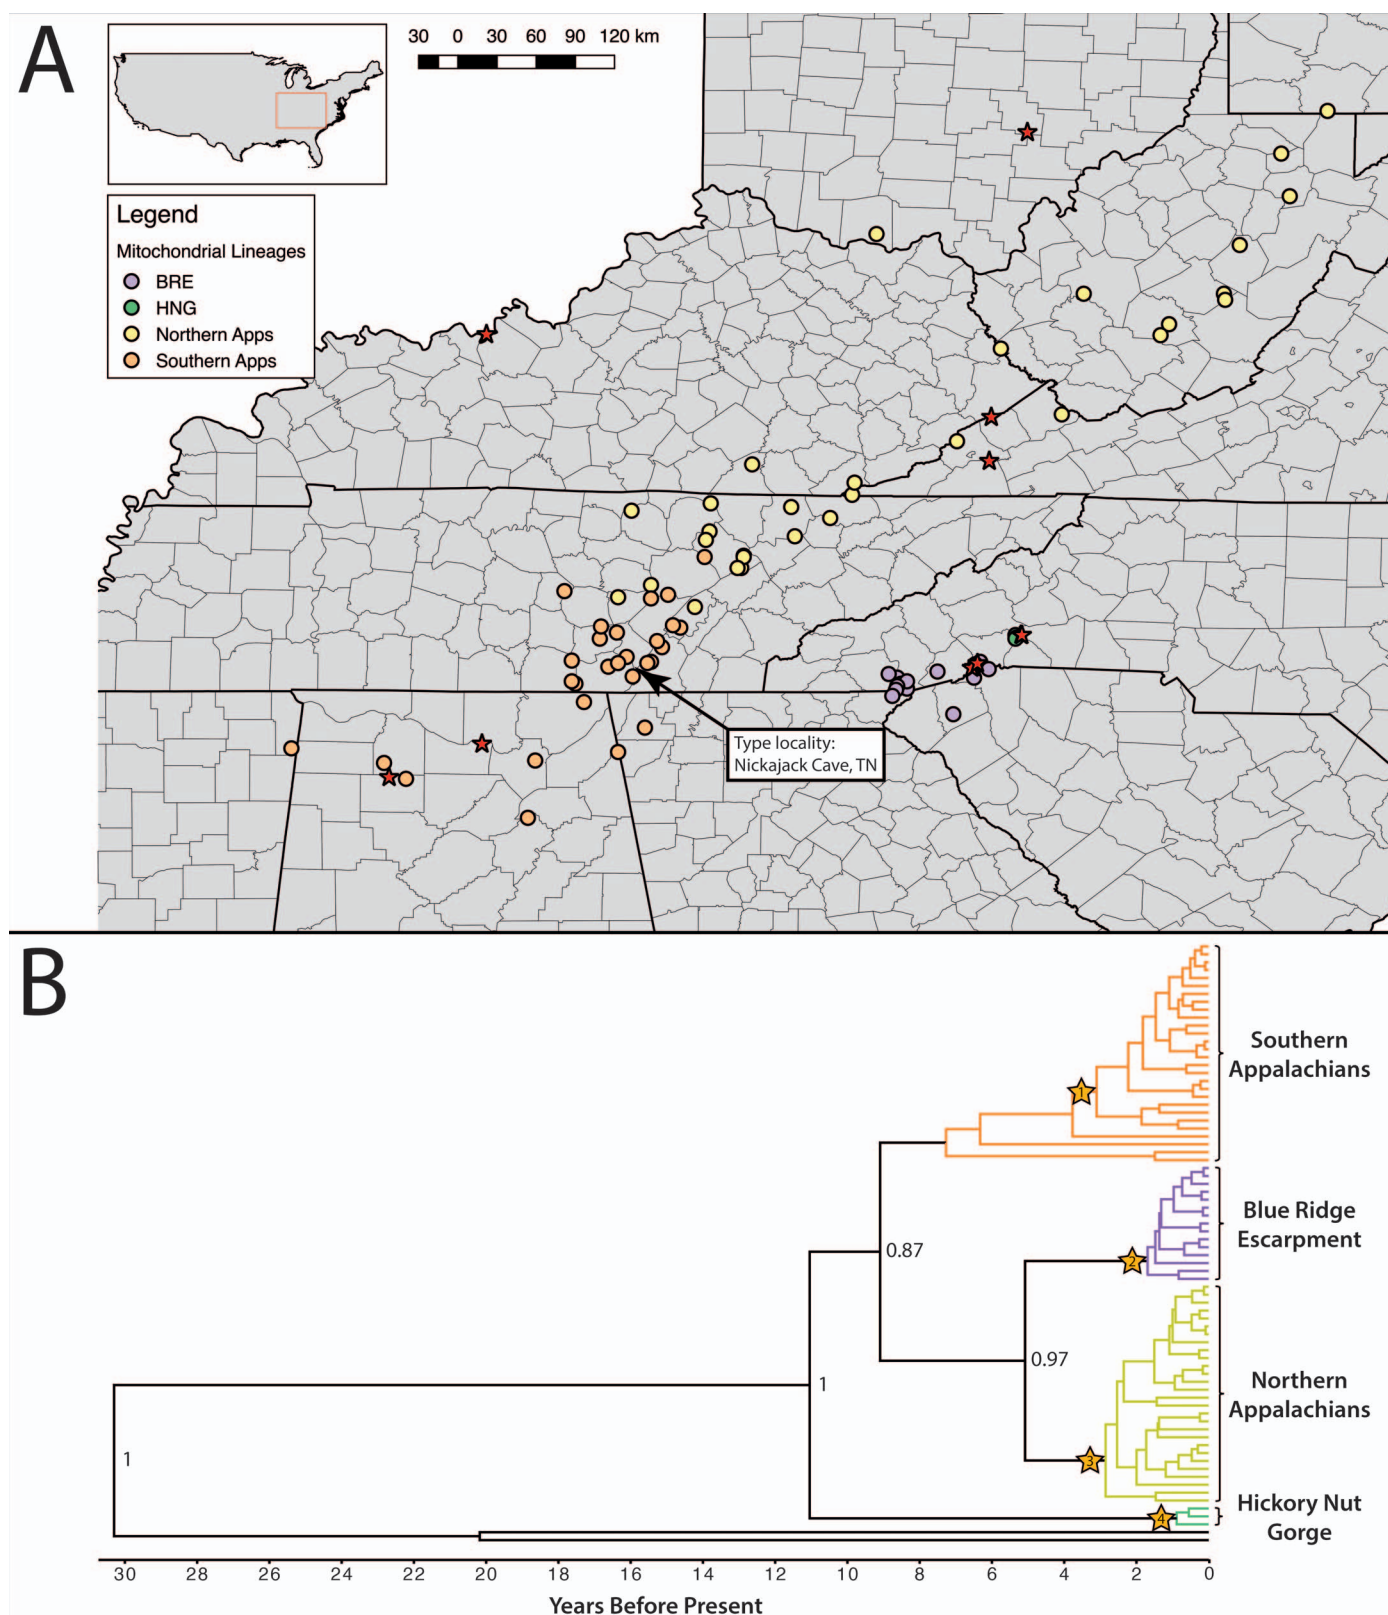 A
30 0 30 60 90 120 km
Legend
Mitochondrial Lineages
BRE
HNG
Northern Apps
Southern Apps
Type locality:
Nickajack Cave, TN
B
Southern
Appalachians
1
Blue Ridge
Escarpment
2
0.87
0.97
1
Northern
Appalachians
3
1
Hickory Nut
Gorge
4
30 28 26 24 22 20 18 16 14 12 10 8 6 4 2 0
Years Before Present